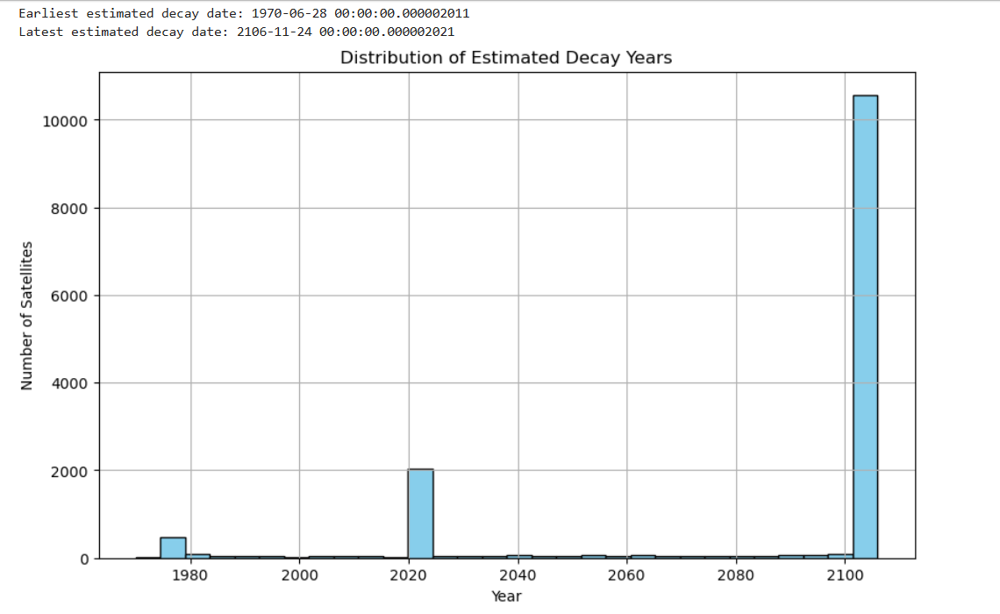 Earliest estimated decay date: 1970-06-28 00:00:00.000002011
Latest estimated decay date: 2106-11-24 00:00:00.000002021
Distribution of Estimated Decay Years
10000
8000
6000
4000
2000
0
Number of Satellites
1980 2000 2020 2040 2060 2080 2100
Year